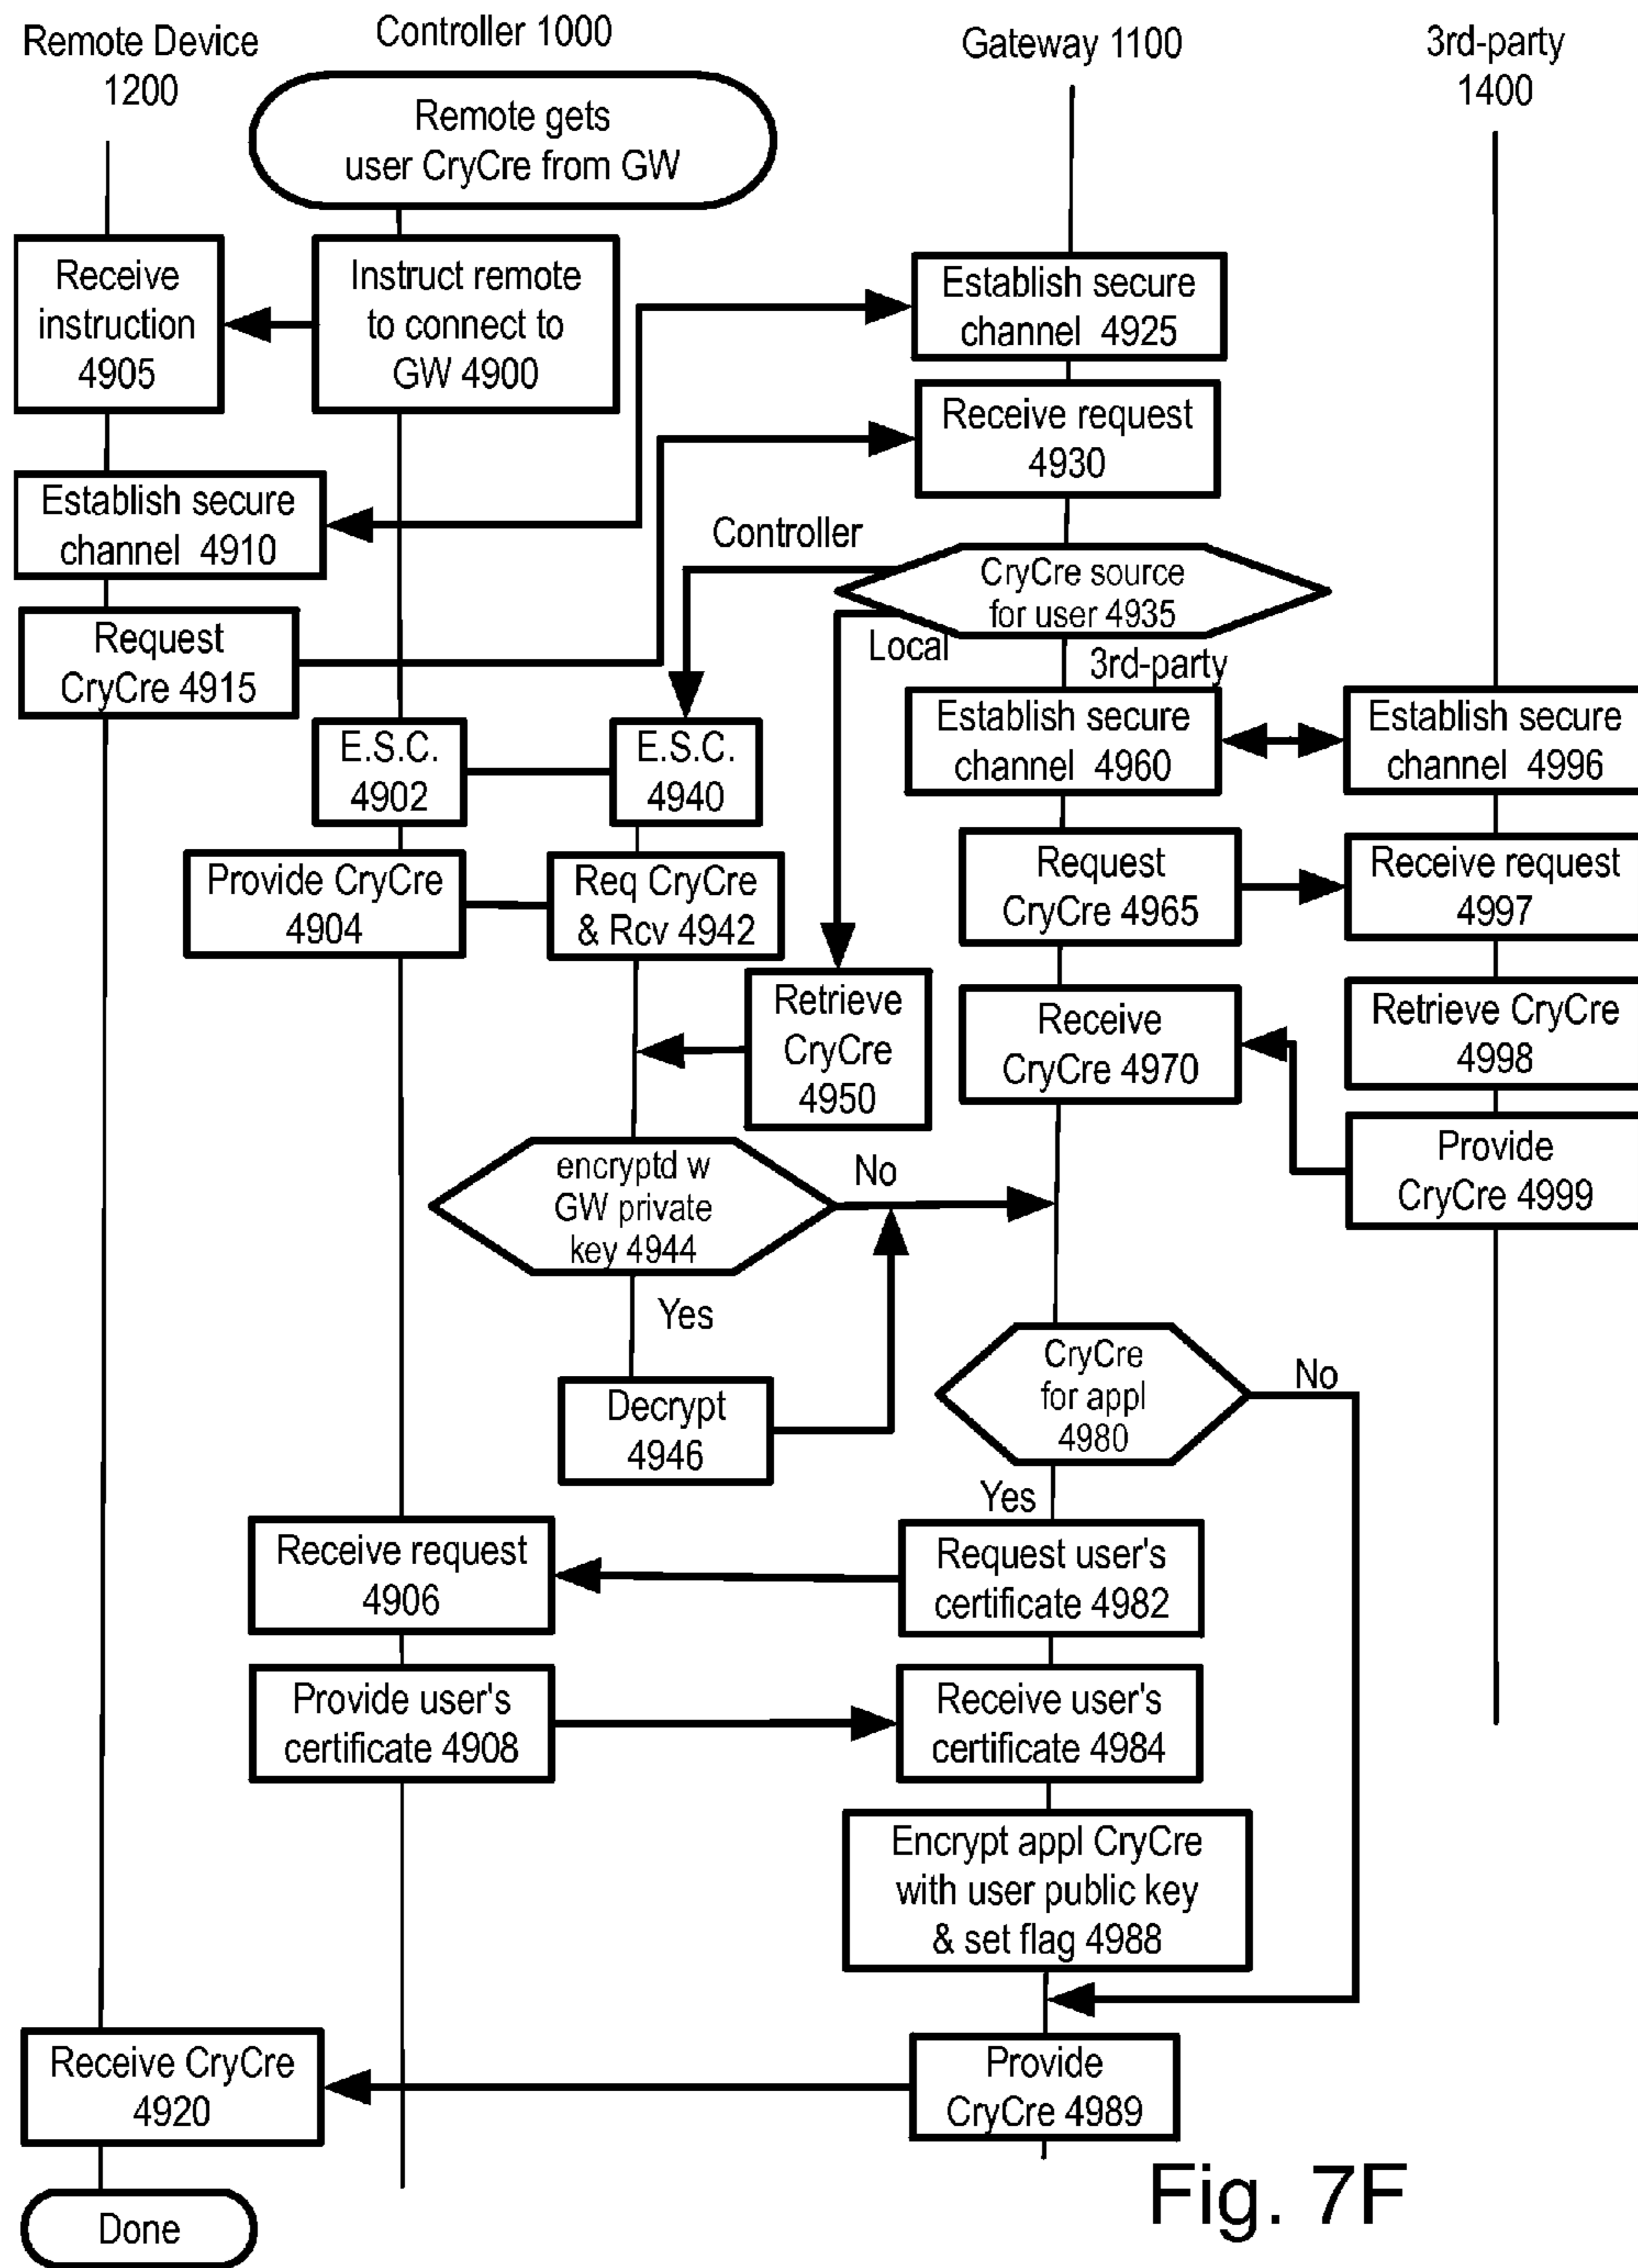 Remote Device
1200
Controller 1000
Gateway 1100
3rd-party
1400
Remote gets
user CryCre from GW
Receive
instruction
4905
Instruct remote
to connect to
GW 4900
Establish secure
channel 4925
Receive request
4930
Establish secure
channel 4910
Controller
CryCre source
for user 4935
Request
CryCre 4915
Local
3rd-party
E.S.C.
4902
E.S.C.
4940
Establish secure
channel 4960
Establish secure
channel 4996
Provide CryCre
4904
Req CryCre
& Rcv 4942
Request
CryCre 4965
Receive request
4997
Retrieve
CryCre
4950
Receive
CryCre 4970
Retrieve CryCre
4998
Provide
CryCre 4999
encryptd w
GW private
key 4944
No
Yes
Decrypt
4946
CryCre
for appl
4980
No
Yes
Receive request
4906
Request user's
certificate 4982
Provide user's
certificate 4908
Receive user's
certificate 4984
Encrypt appl CryCre
with user public key
& set flag 4988
Receive CryCre
4920
Provide
CryCre 4989
Done
Fig. 7F